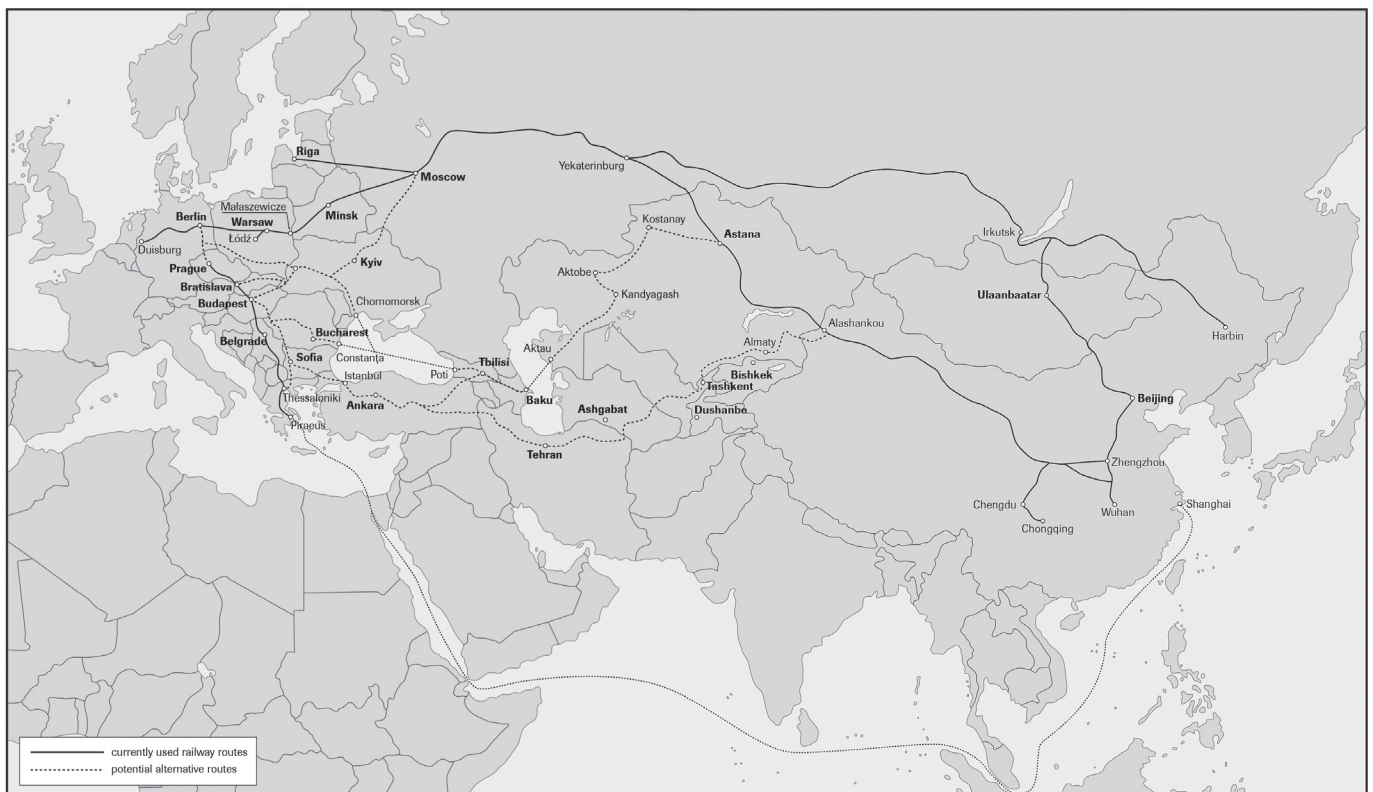 Riga
Moscow
Yekaterinburg
Małaszewicze
Minsk
Berlin
Warsaw
Łódź
Duisburg
Kostanay
Astana
Irkutsk
Prague
Kyiv
Aktobe
Bratislava
Budapest
Kandyagash
Ulaanbaatar
Chornomorsk
Alashankou
Harbin
Bucharest
Belgrade
Almaty
Aktau
Sofia
Constanţa
Tbilisi
Istanbul
Poti
Bishkek
Tashkent
Thessaloniki
Ankara
Baku
Ashgabat
Dushanbe
Beijing
Piraeus
Tehran
Zhengzhou
Chengdu
Wuhan
Shanghai
Chongqing
currently used railway routes
potential alternative routes